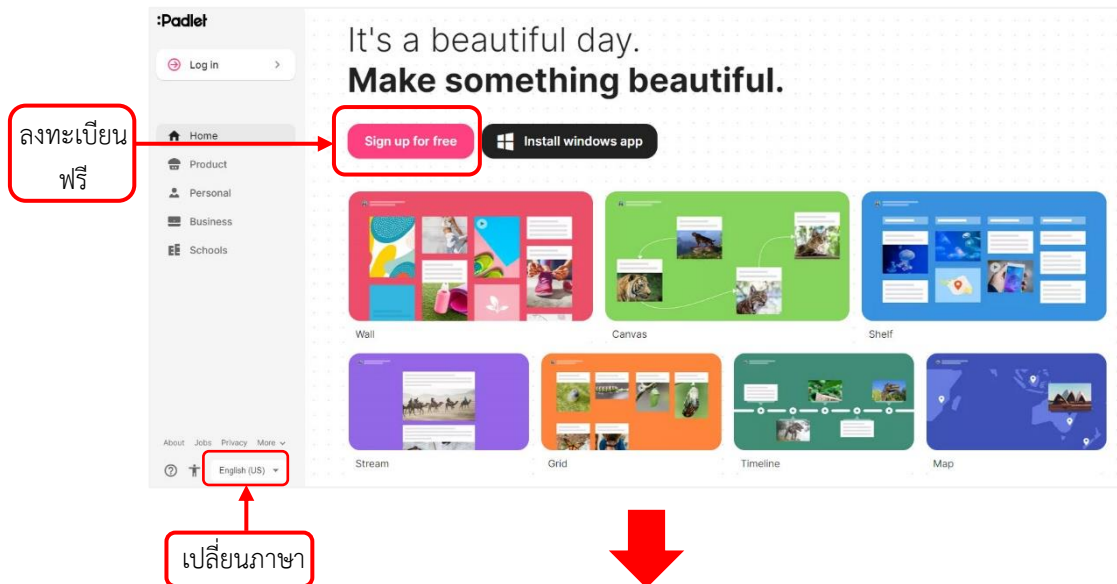 :Padlet
Log in
It's a beautiful day.
Make something beautiful.
ลงทะเบียน
ฟรี
Sign up for free
Install windows app
Home
Product
Personal
Business
Schools
Wall
Canvas
Shelf
Stream
Grid
Timeline
Map
About Jobs Privacy More
English (US)
เปลี่ยนภาษา